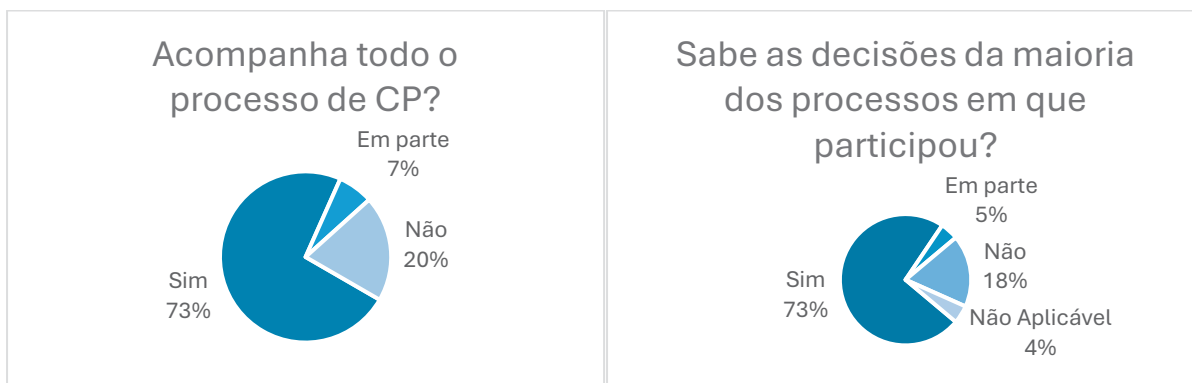 Acompanha todo o
processo de CP?
Em parte
7%
Não
20%
Sim
73%
Sabe as decisões da maioria
dos processos em que
participou?
Em parte
5%
Não
18%
Não Aplicável
4%
Sim
73%